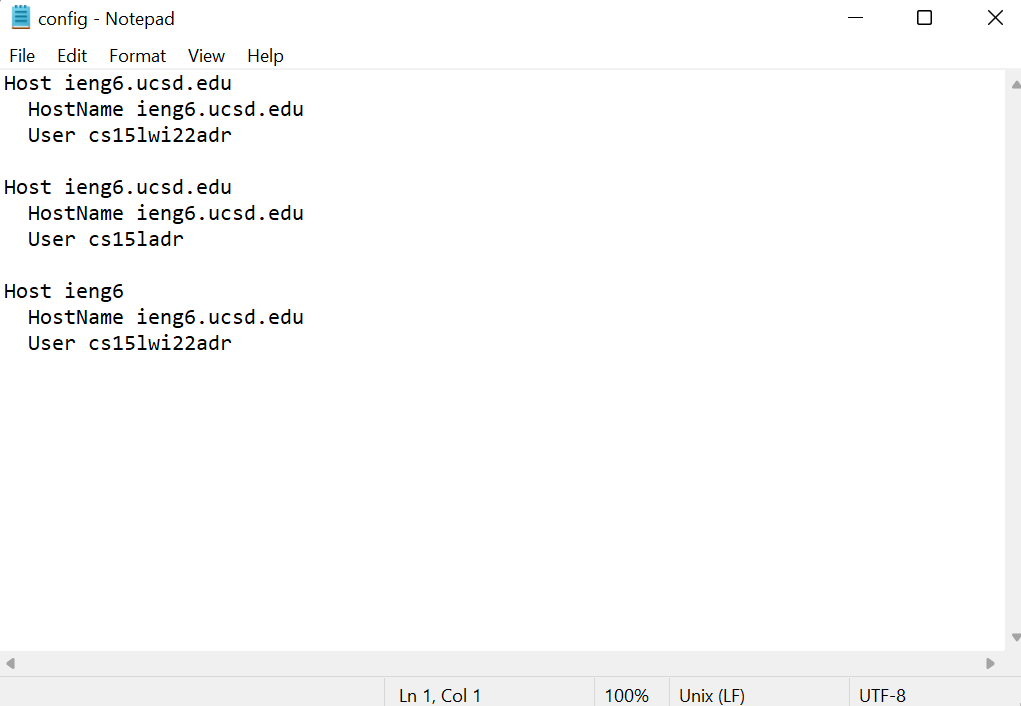 config - Notepad
File Edit Format View Help
Host ieng6.ucsd.edu
  HostName ieng6.ucsd.edu
  User cs15lwi22adr

Host ieng6.ucsd.edu
  HostName ieng6.ucsd.edu
  User cs15ladr

Host ieng6
  HostName ieng6.ucsd.edu
  User cs15lwi22adr
Ln 1, Col 1 100% Unix (LF) UTF-8